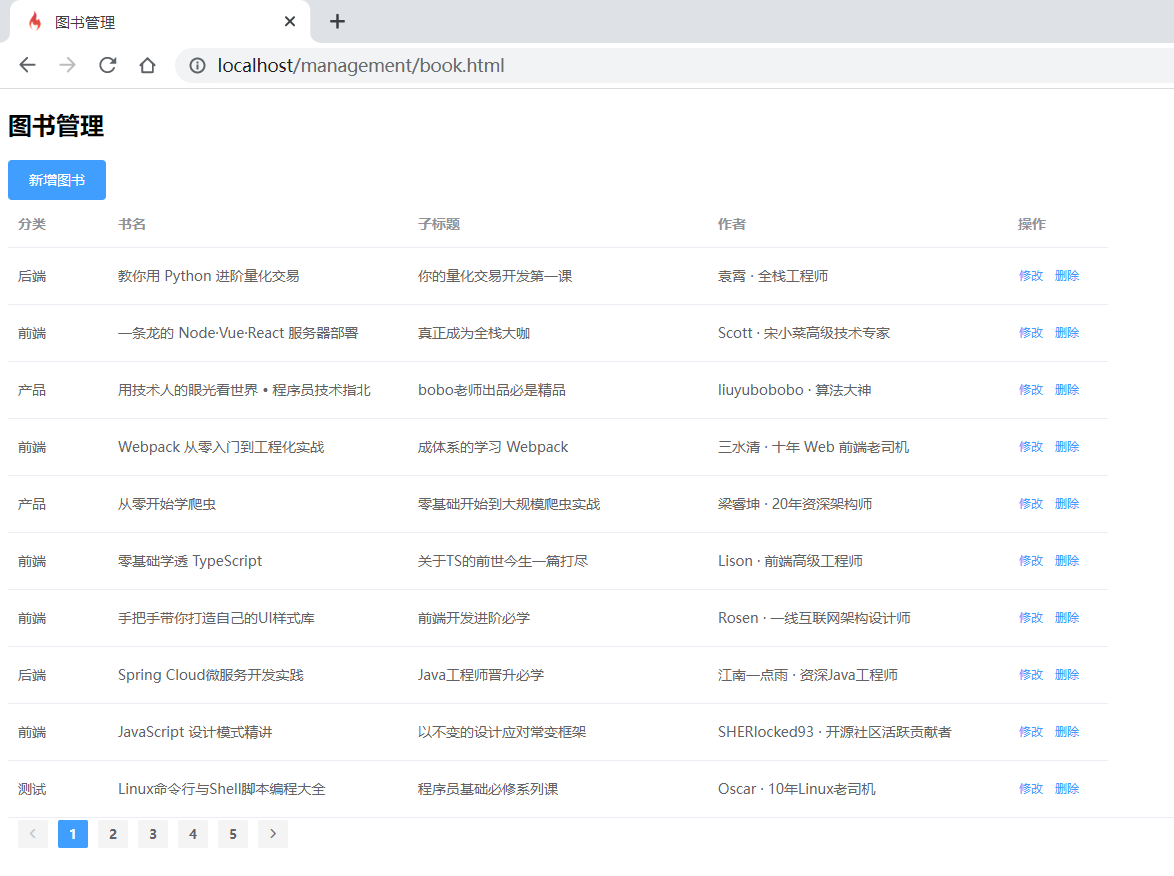 图书管理
localhost/management/book.html
图书管理
新增图书
分类 书名 子标题 作者 操作
后端 教你用 Python 进阶量化交易 你的量化交易开发第一课 袁霄 · 全栈工程师 修改 删除
前端 一条龙的 Node·Vue·React 服务器部署 真正成为全栈大咖 Scott · 宋小菜高级技术专家 修改 删除
产品 用技术人的眼光看世界 • 程序员技术指北 bobo老师出品必是精品 liuyubobobo · 算法大神 修改 删除
前端 Webpack 从零入门到工程化实战 成体系的学习 Webpack 三水清 · 十年 Web 前端老司机 修改 删除
产品 从零开始学爬虫 零基础开始到大规模爬虫实战 梁睿坤 · 20年资深架构师 修改 删除
前端 零基础学透 TypeScript 关于TS的前世今生一篇打尽 Lison · 前端高级工程师 修改 删除
前端 手把手带你打造自己的UI样式库 前端开发进阶必学 Rosen · 一线互联网架构设计师 修改 删除
后端 Spring Cloud微服务开发实践 Java工程师晋升必学 江南一点雨 · 资深Java工程师 修改 删除
前端 JavaScript 设计模式精讲 以不变的设计应对常变框架 SHERlocked93 · 开源社区活跃贡献者 修改 删除
测试 Linux命令行与Shell脚本编程大全 程序员基础必修系列课 Oscar · 10年Linux老司机 修改 删除
1 2 3 4 5